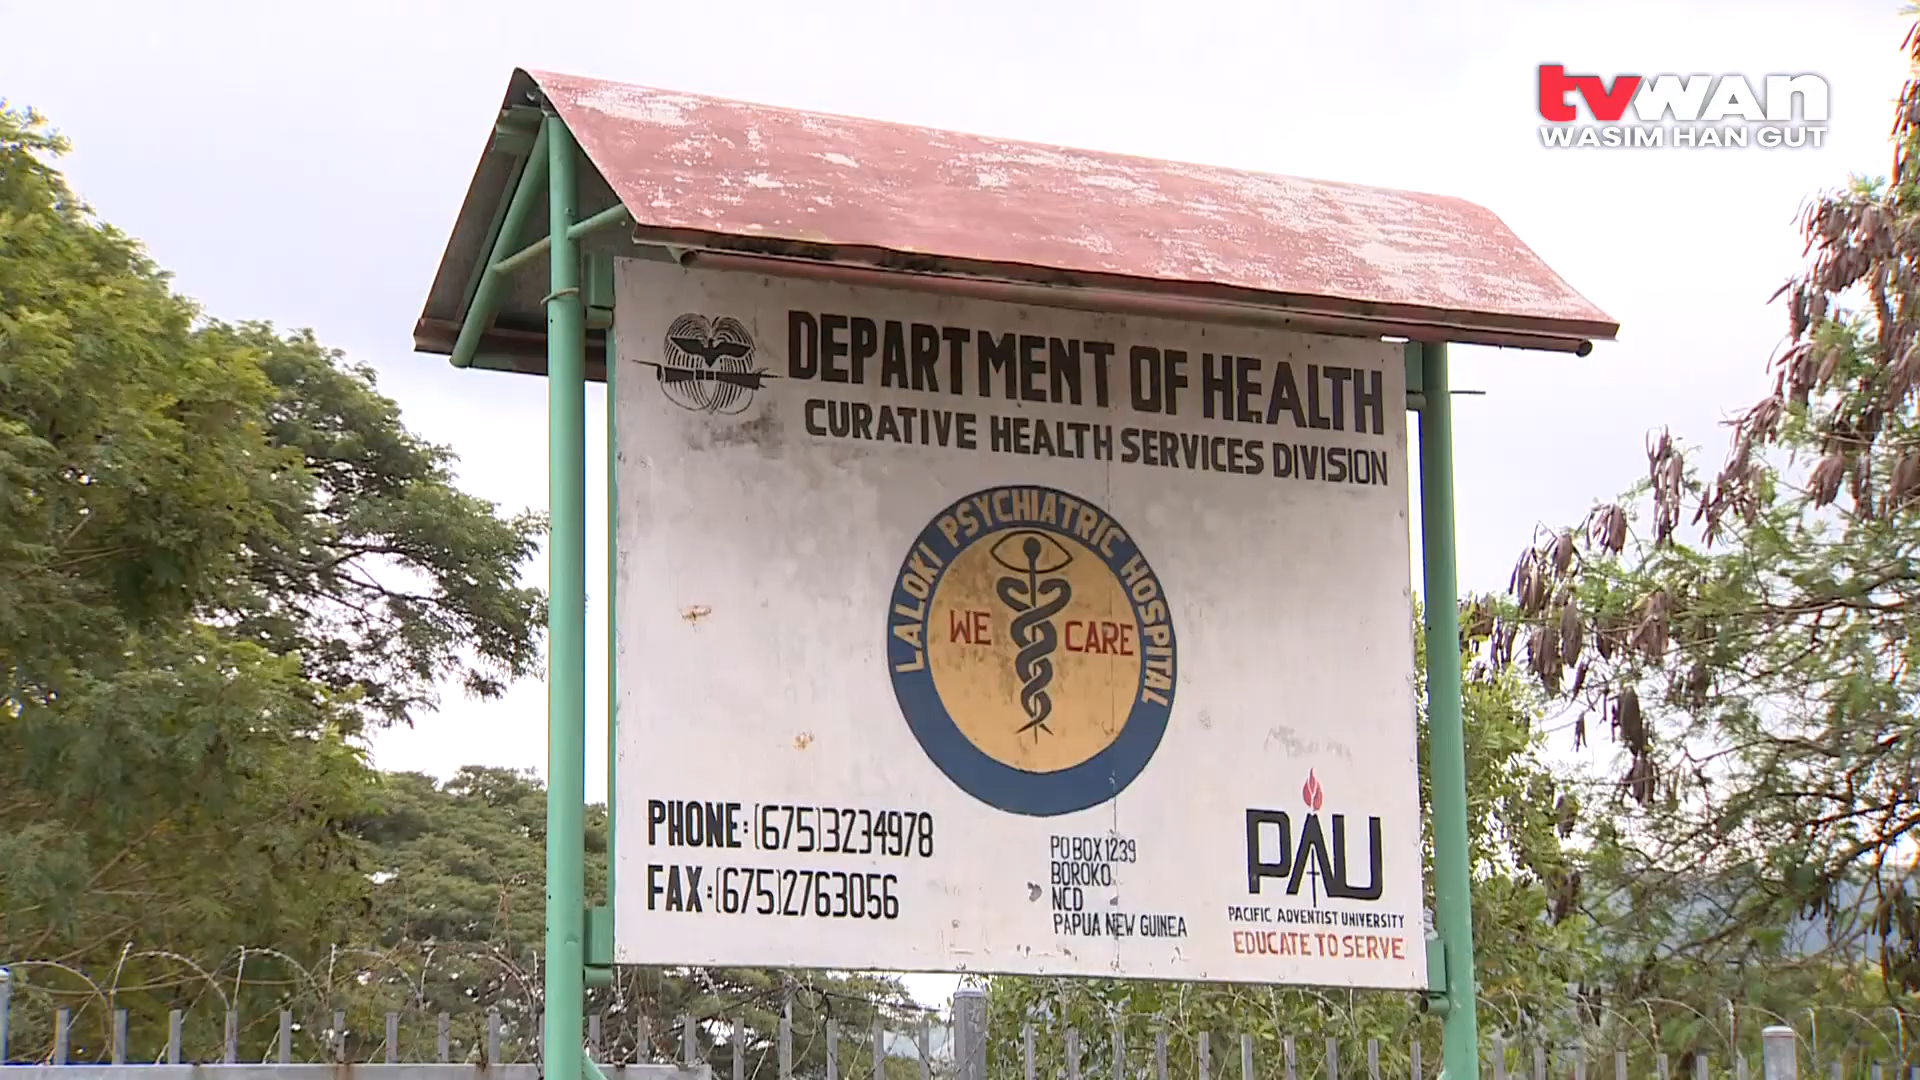 tvwan
WASIM HAN GUT
DEPARTMENT OF HEALTH
CURATIVE HEALTH SERVICES DIVISION
LALOKI PSYCHIATRIC HOSPITAL
WE CARE
PHONE: (675)3234978
FAX: (675)2763056
PO BOX 1239
BOROKO
NCD
PAPUA NEW GUINEA
PAU
PACIFIC ADVENTIST UNIVERSITY
EDUCATE TO SERVE